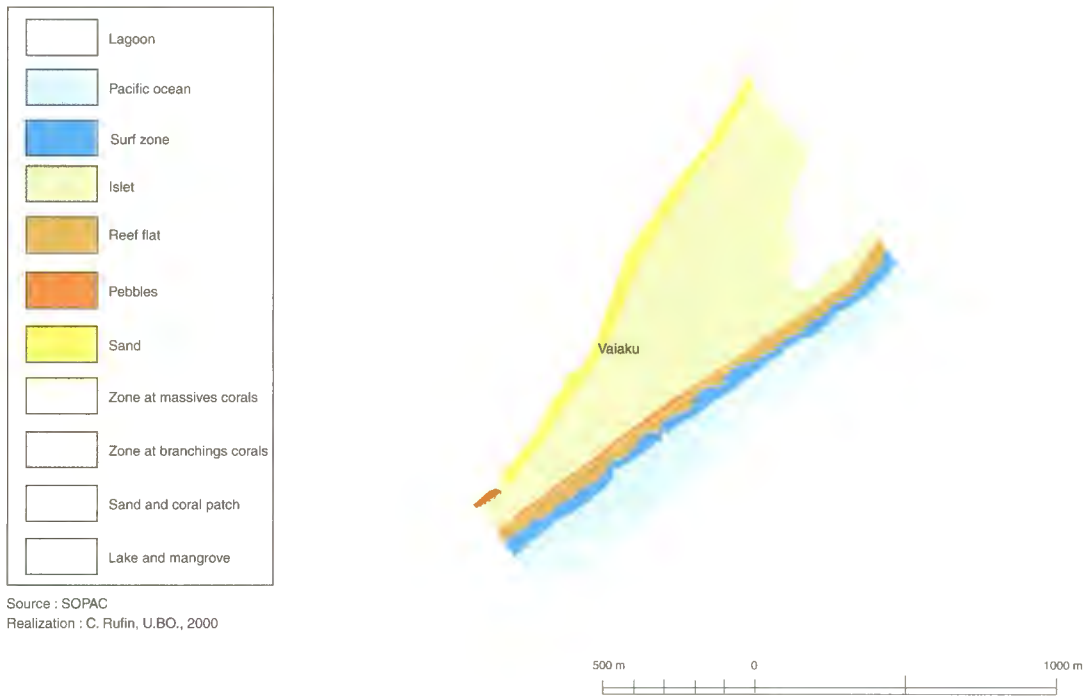 Lagoon
Pacific ocean
Surf zone
Islet
Reef flat
Pebbles
Sand
Zone at massives corals
Zone at branchings corals
Sand and coral patch
Lake and mangrove
Source : SOPAC
Realization : C. Rufin, U.BO., 2000
Vaiaku
500 m 0 1000 m